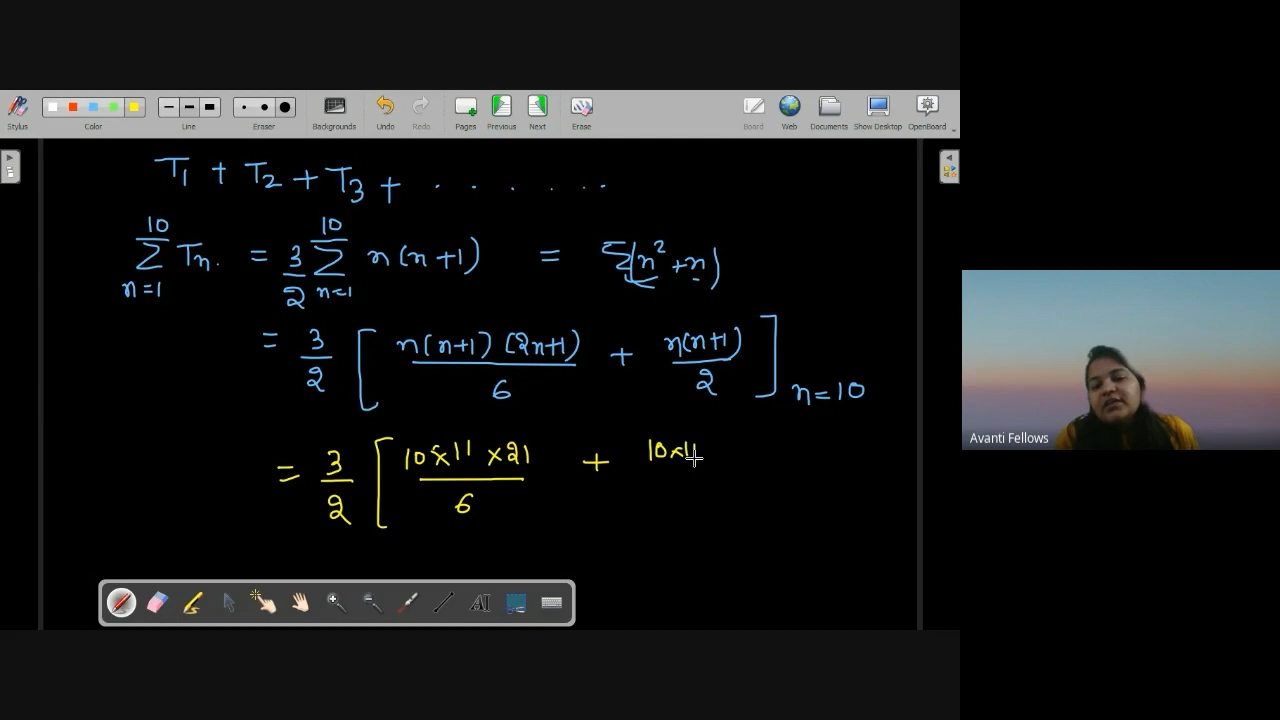 Stylus Color Line Eraser Backgrounds Undo Redo Pages Previous Next Erase Board Web Documents Show Desktop OpenBoard
T₁ + T₂ + T₃ + . . . . . .
10 Σ n=1 Tₙ. = 3/2 10 Σ n=1 n(n+1) = Σ(n² + n)
= 3/2 [ n(n+1)(2n+1)/6 + n(n+1)/2 ] n=10
= 3/2 [ 10×11×21/6 + 10×11
Avanti Fellows
AI